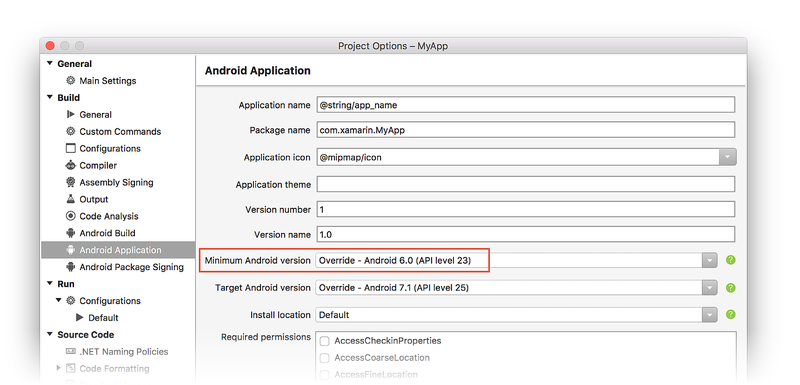 Project Options – MyApp
General
Main Settings
Build
General
Custom Commands
Configurations
Compiler
Assembly Signing
Output
Code Analysis
Android Build
Android Application
Android Package Signing
Run
Configurations
Default
Source Code
.NET Naming Policies
Code Formatting
Android Application
Application name @string/app_name
Package name com.xamarin.MyApp
Application icon @mipmap/icon
Application theme
Version number 1
Version name 1.0
Minimum Android version Override - Android 6.0 (API level 23) ?
Target Android version Override - Android 7.1 (API level 25) ?
Install location Default ?
Required permissions AccessCheckinProperties
AccessCoarseLocation
AccessFineLocation